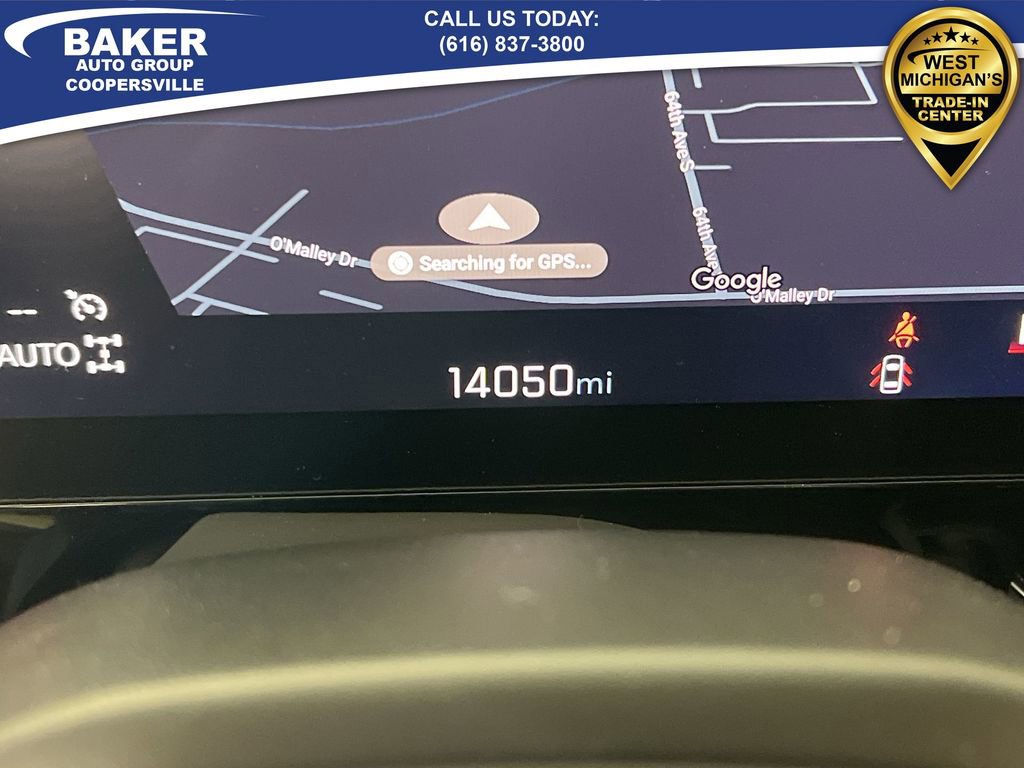 BAKER
AUTO GROUP
COOPERSVILLE
CALL US TODAY:
(616) 837-3800
WEST
MICHIGAN'S
TRADE-IN
CENTER
64th Ave S
64th Ave
O'Malley Dr
Searching for GPS...
Google
O'Malley Dr
--
AUTO
14050mi